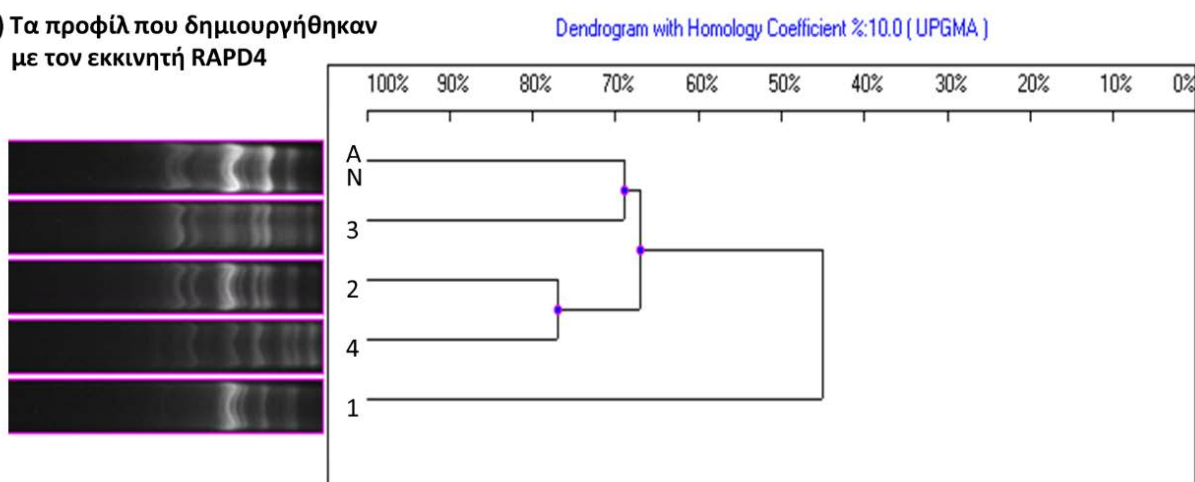 ) Τα προφίλ που δημιουργήθηκαν
με τον εκκινητή RAPD4
Dendrogram with Homology Coefficient %:10.0 ( UPGMA )
100% 90% 80% 70% 60% 50% 40% 30% 20% 10% 0%
A
N
3
2
4
1